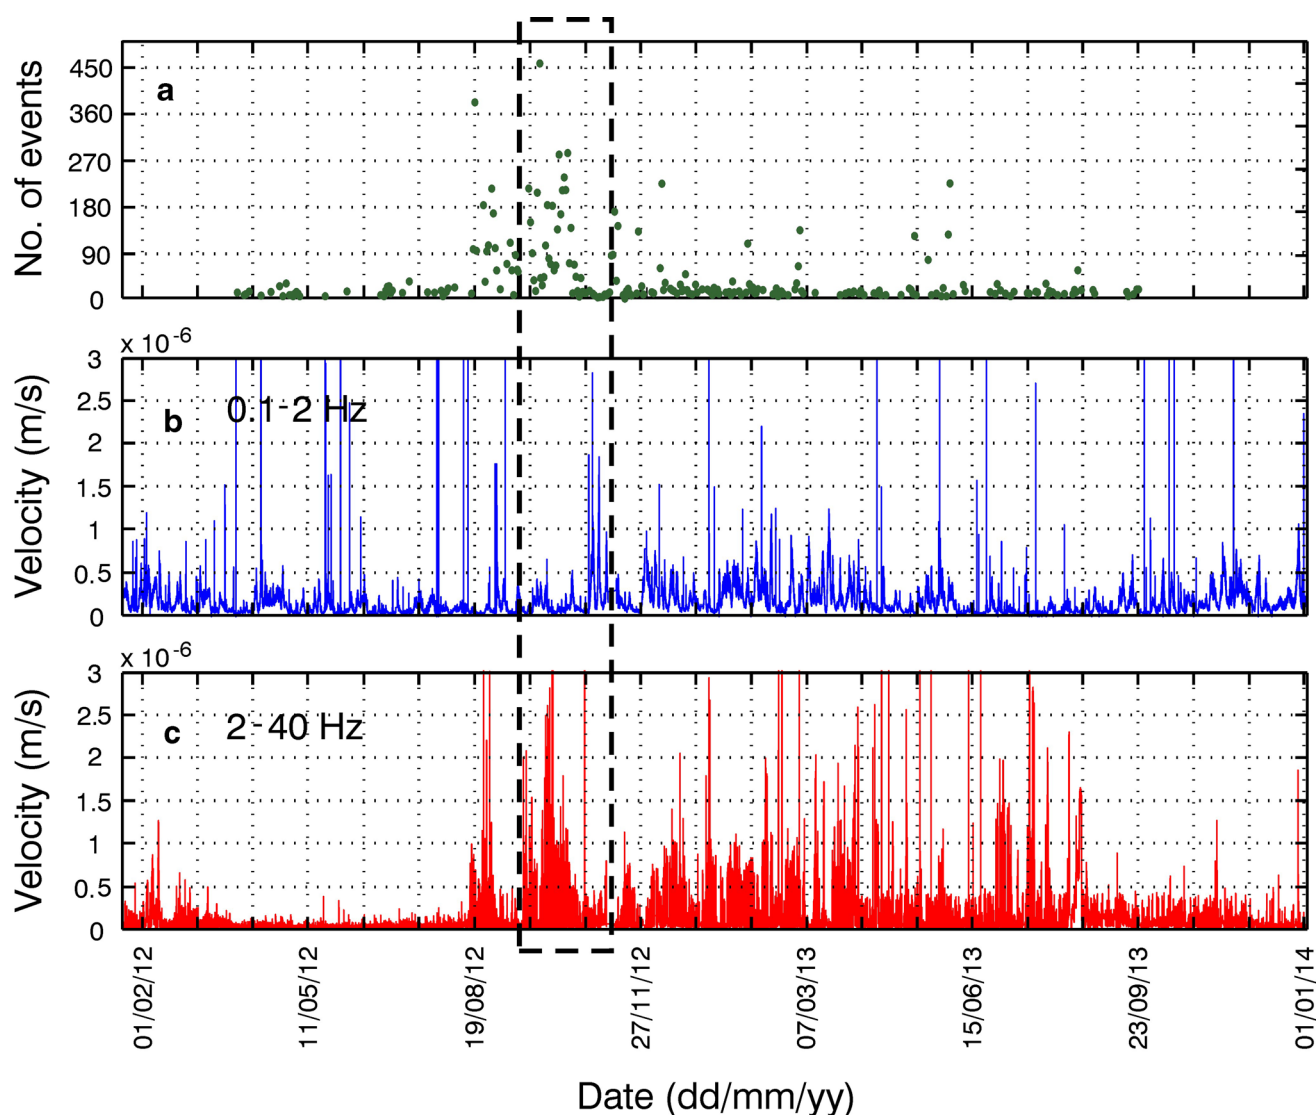 a
No. of events
450
360
270
180
90
0
x 10-6
b
0.1-2 Hz
Velocity (m/s)
3
2.5
2
1.5
1
0.5
0
x 10-6
c
2-40 Hz
Velocity (m/s)
3
2.5
2
1.5
1
0.5
0
01/02/12
11/05/12
19/08/12
27/11/12
07/03/13
15/06/13
23/09/13
01/01/14
Date (dd/mm/yy)